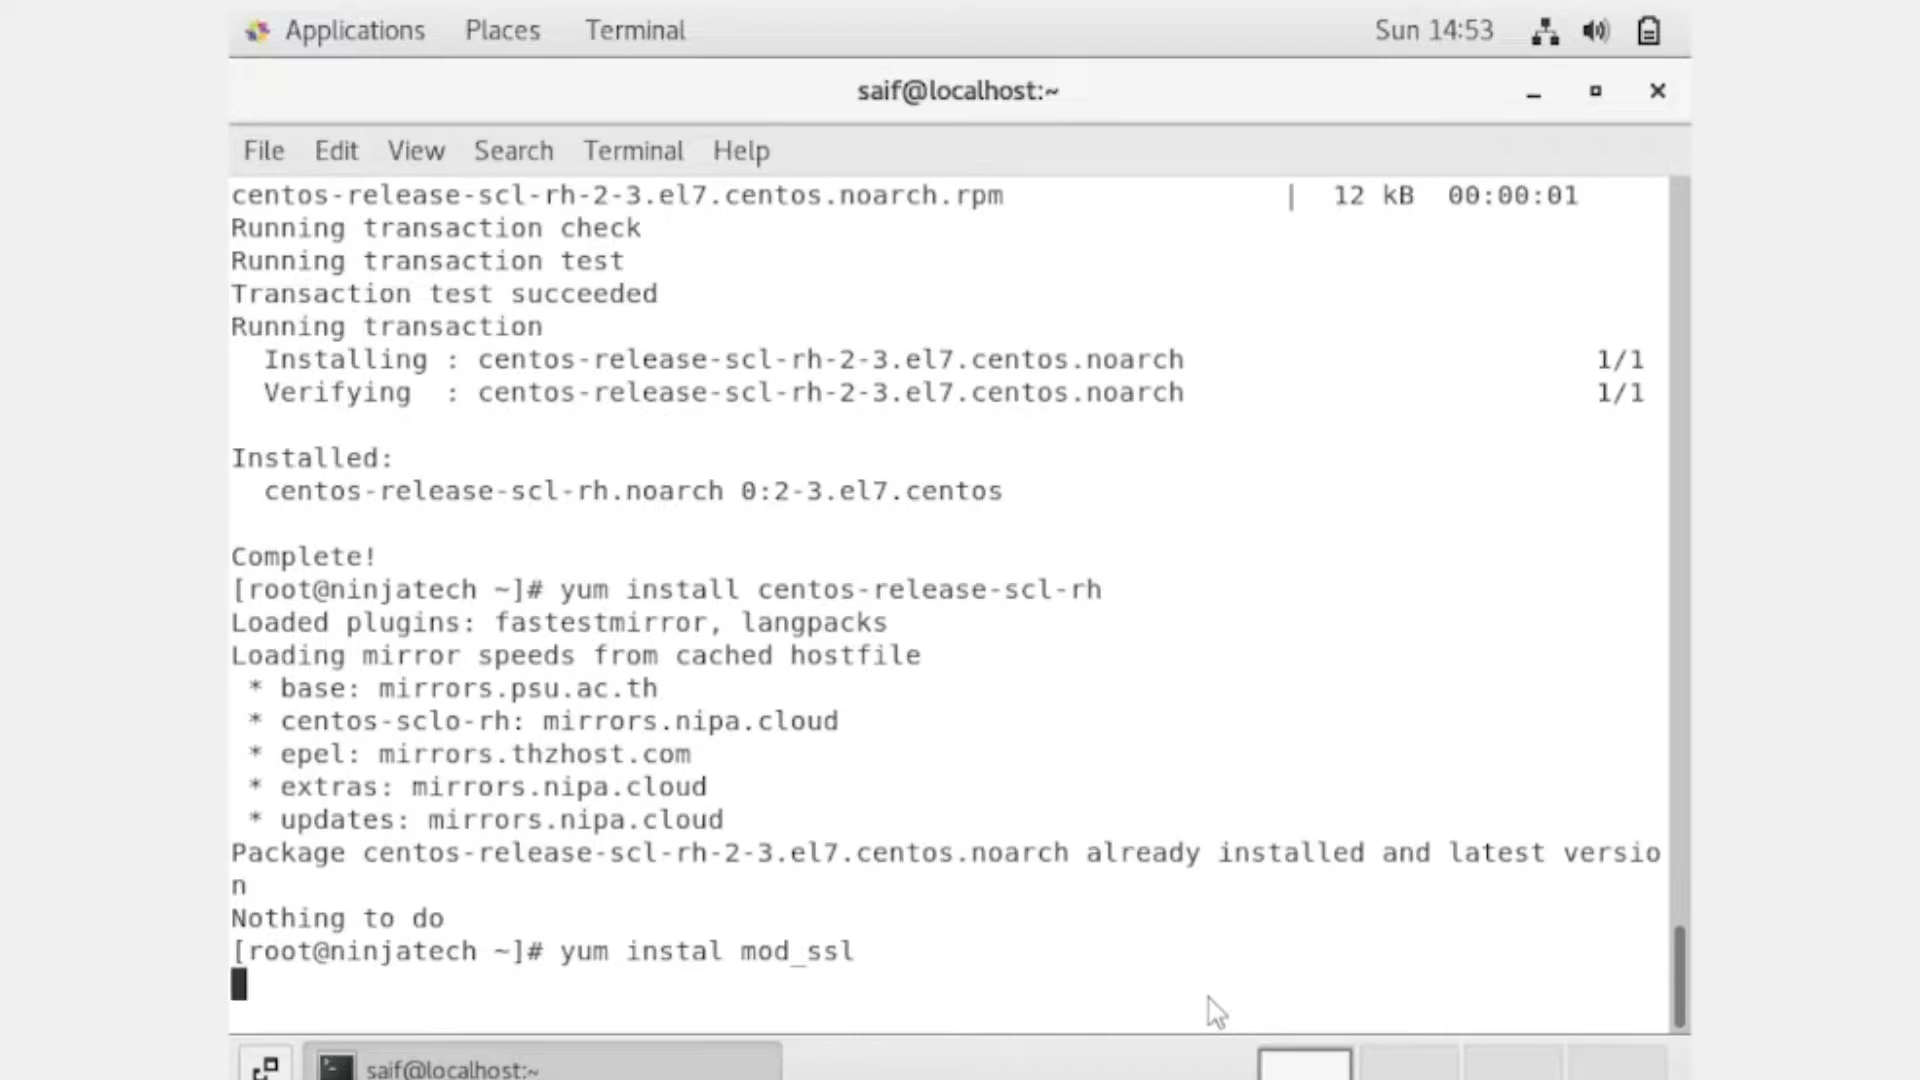 Applications Places Terminal Sun 14:53
saif@localhost:~
File Edit View Search Terminal Help
centos-release-scl-rh-2-3.el7.centos.noarch.rpm | 12 kB 00:00:01
Running transaction check
Running transaction test
Transaction test succeeded
Running transaction
Installing : centos-release-scl-rh-2-3.el7.centos.noarch 1/1
Verifying : centos-release-scl-rh-2-3.el7.centos.noarch 1/1
Installed:
centos-release-scl-rh.noarch 0:2-3.el7.centos
Complete!
[root@ninjatech ~]# yum install centos-release-scl-rh
Loaded plugins: fastestmirror, langpacks
Loading mirror speeds from cached hostfile
* base: mirrors.psu.ac.th
* centos-sclo-rh: mirrors.nipa.cloud
* epel: mirrors.thzhost.com
* extras: mirrors.nipa.cloud
* updates: mirrors.nipa.cloud
Package centos-release-scl-rh-2-3.el7.centos.noarch already installed and latest versio
n
Nothing to do
[root@ninjatech ~]# yum instal mod_ssl
saif@localhost:~